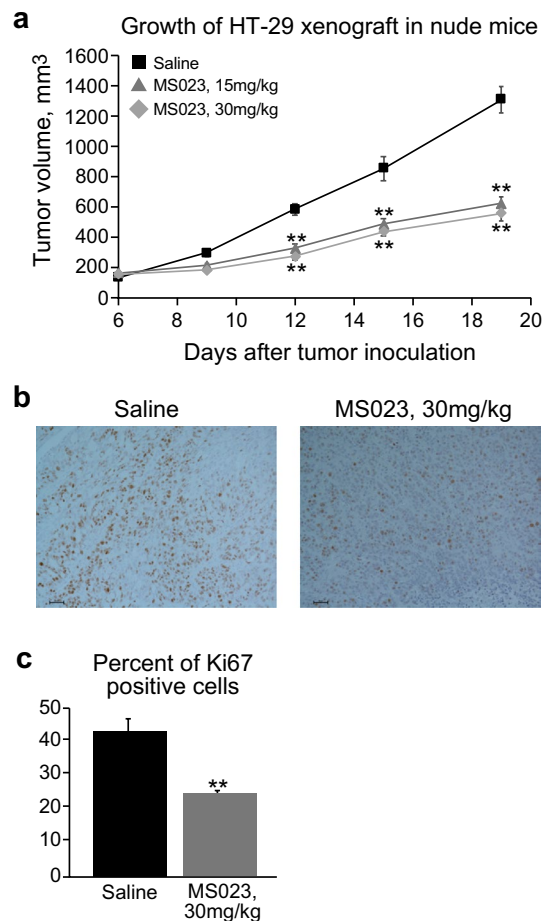 a
Growth of HT-29 xenograft in nude mice
Tumor volume, mm3
1600
1400
1200
1000
800
600
400
200
0
Saline
MS023, 15mg/kg
MS023, 30mg/kg
**
**
**
**
**
**
6
8
10
12
14
16
18
20
Days after tumor inoculation
b
Saline
MS023, 30mg/kg
c
Percent of Ki67
positive cells
50
40
30
20
10
0
**
Saline
MS023,
30mg/kg